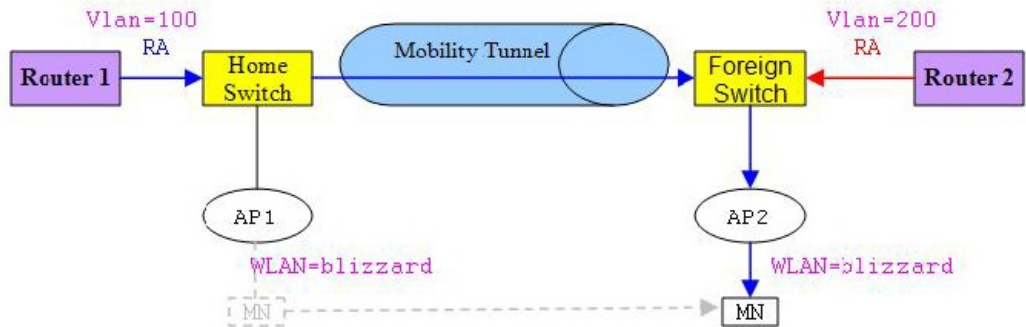 Vlan=100
Vlan=200
RA
Mobility Tunnel
RA
Router 1
Home
Switch
Foreign
Switch
Router 2
AP1
AP2
WLAN=blizzard
WLAN=blizzard
MN
MN